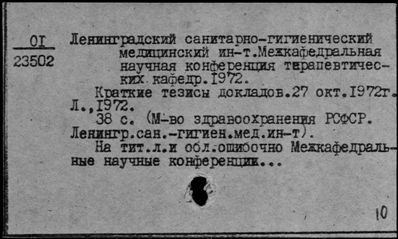 01
23502
Ленинградский санитарно-гигиенический
медицинский ин-т.Межкафедральная
научная конференция терапевтичес-
ких кафедр.1972.
Краткие тезисы докладов.27 окт.1972г.
Л.,1972.
38 с. (М-во здравоохранения РСФСР.
Ленингр.сан.-гигиен.мед.ин-т).
На тит.л.и обл.ошибочно Межкафедраль-
ные научные конференции...
10